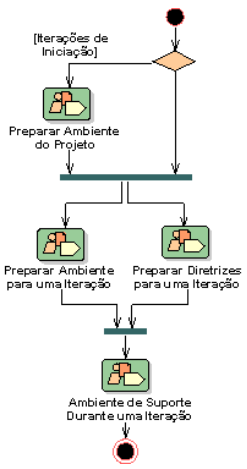 [Iterações de
Iniciação]
Preparar Ambiente
do Projeto
Preparar Ambiente
para uma Iteração
Preparar Diretrizes
para uma Iteração
Ambiente de Suporte
Durante uma Iteração